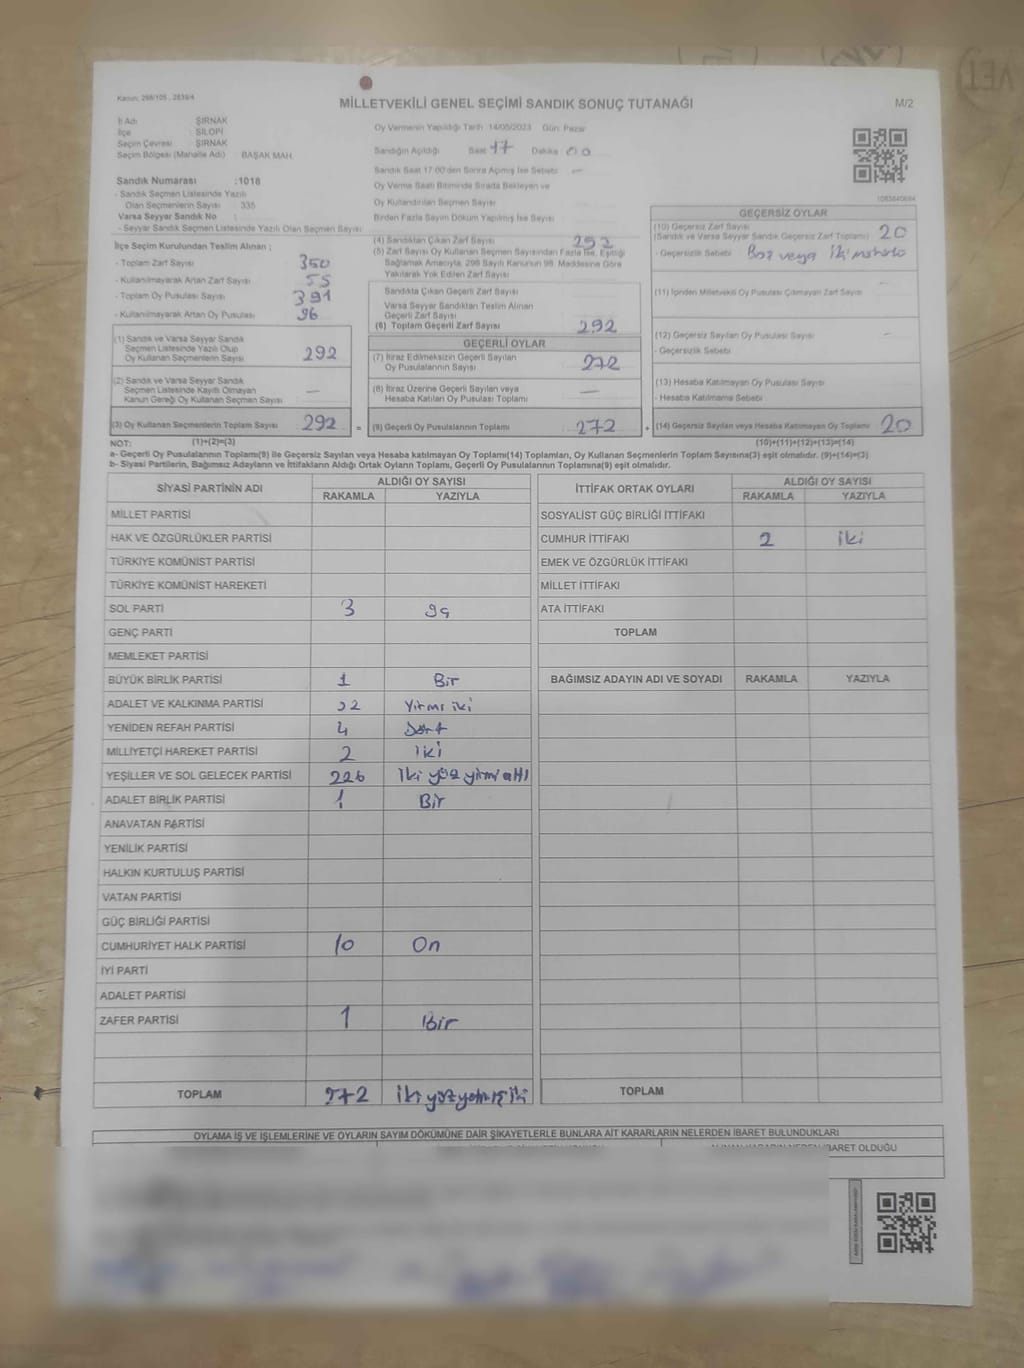 Kanun: 298/105 , 2839/4
MİLLETVEKİLİ GENEL SEÇİMİ SANDIK SONUÇ TUTANAĞI
M/2
İl Adı : ŞIRNAK
İlçe : SİLOPİ
Seçim Çevresi : ŞIRNAK
Seçim Bölgesi (Mahalle Adı) BAŞAK MAH.
Sandık Numarası :1018
- Sandık Seçmen Listesinde Yazılı
Olan Seçmenlerin Sayısı : 335
Varsa Seyyar Sandık No :
- Seyyar Sandık Seçmen Listesinde Yazılı Olan Seçmen Sayısı
Oy Vermenin Yapıldığı Tarih :14/05/2023 Gün: Pazar
Sandığın Açıldığı Saat 17 Dakika 00
Sandık Saat 17:00'den Sonra Açılmış İse Sebebi —
Oy Verme Saati Bitiminde Sırada Bekleyen ve
Oy Kullandırılan Seçmen Sayısı
Birden Fazla Sayım Döküm Yapılmış İse Sayısı
İlçe Seçim Kurulundan Teslim Alınan ;
- Toplam Zarf Sayısı 350
- Kullanılmayarak Artan Zarf Sayısı 55
- Toplam Oy Pusulası Sayısı 391
- Kullanılmayarak Artan Oy Pusulası 96
(1) Sandık ve Varsa Seyyar Sandık
Seçmen Listesinde Yazılı Olup
Oy Kullanan Seçmenlerin Sayısı 292
(2) Sandık ve Varsa Seyyar Sandık
Seçmen Listesinde Kayıtlı Olmayan
Kanun Gereği Oy Kullanan Seçmen Sayısı —
(3) Oy Kullanan Seçmenlerin Toplam Sayısı 292 =
(4) Sandıktan Çıkan Zarf Sayısı 292
(5) Zarf Sayısı Oy Kullanan Seçmen Sayısından Fazla İse, Eşitliği
Sağlamak Amacıyla, 298 Sayılı Kanunun 98. Maddesine Göre
Yakılarak Yok Edilen Zarf Sayısı
Sandıkta Çıkan Geçerli Zarf Sayısı
Varsa Seyyar Sandıktan Teslim Alınan
Geçerli Zarf Sayısı
(6) Toplam Geçerli Zarf Sayısı 292
GEÇERLİ OYLAR
(7) İtiraz Edilmeksizin Geçerli Sayılan
Oy Pusulalarının Sayısı 272
(8) İtiraz Üzerine Geçerli Sayılan veya
Hesaba Katılan Oy Pusulası Toplamı —
(9) Geçerli Oy Pusulalarının Toplamı 272 +
GEÇERSİZ OYLAR
(10) Geçersiz Zarf Sayısı
(Sandık ve Varsa Seyyar Sandık Geçersiz Zarf Toplamı) 20
- Geçersizlik Sebebi Boş veya
(11) İçinden Milletvekili Oy Pusulası Çıkmayan Zarf Sayısı —
(12) Geçersiz Sayılan Oy Pusulası Sayısı —
- Geçersizlik Sebebi
(13) Hesaba Katılmayan Oy Pusulası Sayısı
- Hesaba Katılmama Sebebi
(14) Geçersiz Sayılan veya Hesaba Katılmayan Oy Toplamı 20
NOT: (1)+(2)=(3) (10)+(11)+(12)+(13)=(14)
a- Geçerli Oy Pusulalarının Toplamı(9) ile Geçersiz Sayılan veya Hesaba katılmayan Oy Toplamı(14) Toplamları, Oy Kullanan Seçmenlerin Toplam Sayısına(3) eşit olmalıdır. (9)+(14)=(3)
b- Siyasi Partilerin, Bağımsız Adayların ve İttifakların Aldığı Ortak Oyların Toplamı, Geçerli Oy Pusulalarının Toplamına(9) eşit olmalıdır.
SİYASİ PARTİNİN ADI ALDIĞI OY SAYISI
RAKAMLA YAZIYLA
MİLLET PARTİSİ
HAK VE ÖZGÜRLÜKLER PARTİSİ
TÜRKİYE KOMÜNİST PARTİSİ
TÜRKİYE KOMÜNİST HAREKETİ
SOL PARTİ 3 üç
GENÇ PARTİ
MEMLEKET PARTİSİ
BÜYÜK BİRLİK PARTİSİ 1 Bir
ADALET VE KALKINMA PARTİSİ 22 Yirmi iki
YENİDEN REFAH PARTİSİ 4 Dört
MİLLİYETÇİ HAREKET PARTİSİ 2 iki
YEŞİLLER VE SOL GELECEK PARTİSİ 226 iki yüz yirmi altı
ADALET BİRLİK PARTİSİ 1 Bir
ANAVATAN PARTİSİ
YENİLİK PARTİSİ
HALKIN KURTULUŞ PARTİSİ
VATAN PARTİSİ
GÜÇ BİRLİĞİ PARTİSİ
CUMHURİYET HALK PARTİSİ 10 On
İYİ PARTİ
ADALET PARTİSİ
ZAFER PARTİSİ 1 Bir
TOPLAM 272 iki yüz yetmiş iki
İTTİFAK ORTAK OYLARI ALDIĞI OY SAYISI
RAKAMLA YAZIYLA
SOSYALİST GÜÇ BİRLİĞİ İTTİFAKI
CUMHUR İTTİFAKI 2 iki
EMEK VE ÖZGÜRLÜK İTTİFAKI
MİLLET İTTİFAKI
ATA İTTİFAKI
TOPLAM
BAĞIMSIZ ADAYIN ADI VE SOYADI RAKAMLA YAZIYLA
TOPLAM
OYLAMA İŞ VE İŞLEMLERİNE VE OYLARIN SAYIM DÖKÜMÜNE DAİR ŞİKAYETLERLE BUNLARA AİT KARARLARIN NELERDEN İBARET BULUNDUKLARI
İBARET OLDUĞU